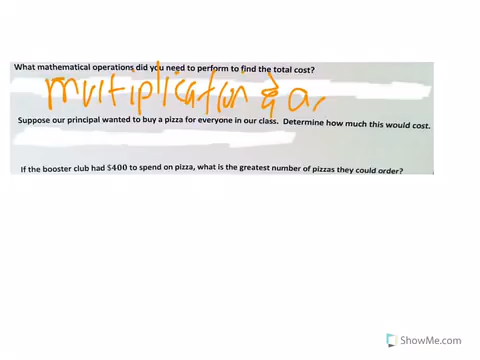 What mathematical operations did you need to perform to find the total cost?
multiplication &
Suppose our principal wanted to buy a pizza for everyone in our class. Determine how much this would cost.
If the booster club had $400 to spend on pizza, what is the greatest number of pizzas they could order?
ShowMe.com